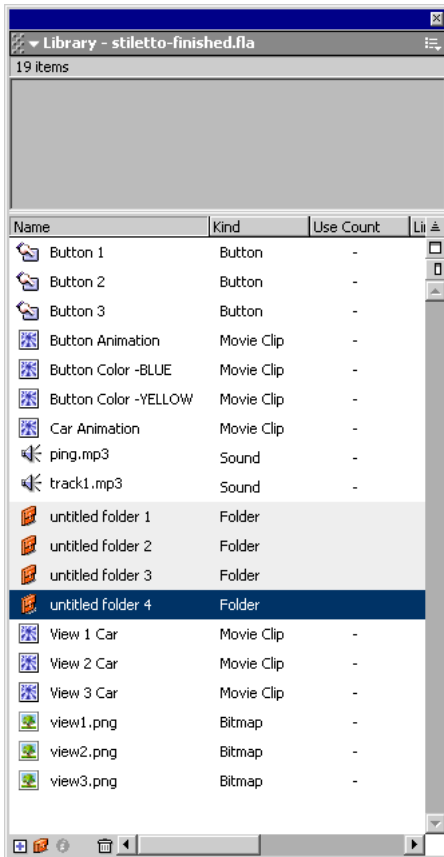 Library - stiletto-finished.fla
19 items
Name Kind Use Count Li
Button 1 Button -
Button 2 Button -
Button 3 Button -
Button Animation Movie Clip -
Button Color -BLUE Movie Clip -
Button Color -YELLOW Movie Clip -
Car Animation Movie Clip -
ping.mp3 Sound -
track1.mp3 Sound -
untitled folder 1 Folder
untitled folder 2 Folder
untitled folder 3 Folder
untitled folder 4 Folder
View 1 Car Movie Clip -
View 2 Car Movie Clip -
View 3 Car Movie Clip -
view1.png Bitmap -
view2.png Bitmap -
view3.png Bitmap -